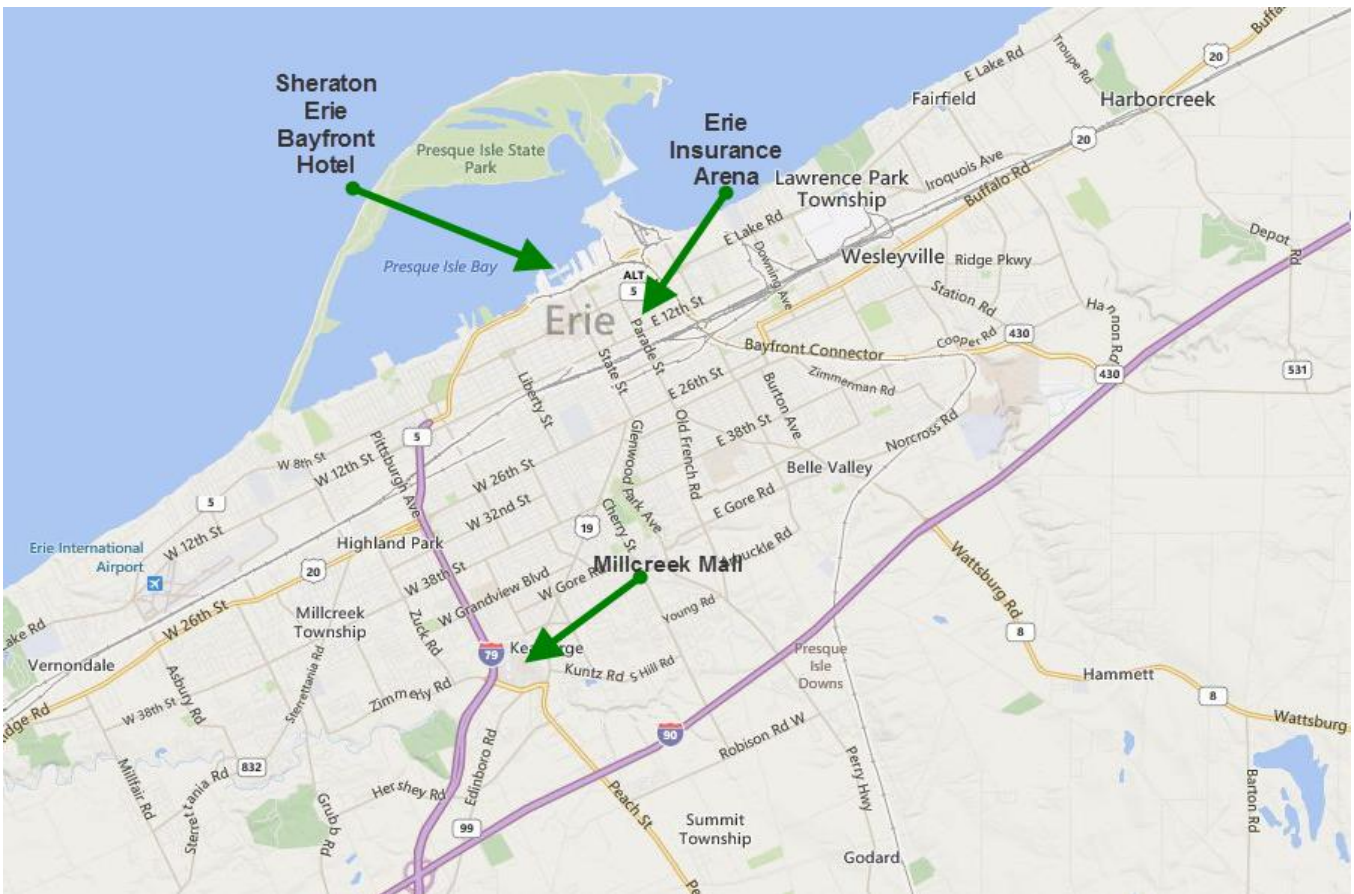 Sheraton
Erie
Bayfront
Hotel
Erie
Insurance
Arena
Millcreek Mall
Presque Isle State
Park
Presque Isle Bay
Erie
Fairfield
Harborcreek
Lawrence Park
Township
Wesleyville
Ridge Pkwy
E Lake Rd
Troupe Rd
20
20
Iroquois Ave
Buffalo Rd
E Lake Rd
Downing Ave
Depot Rd
Station Rd
Hannon Rd
Cooper Rd
430
430
531
ALT
5
E 12th St
Parade St
State St
Liberty St
Bayfront Connector
Zimmerman Rd
Burton Ave
E 26th St
Old French Rd
E 38th St
Norcross Rd
Belle Valley
Glenwood Park Ave
E Gore Rd
Cherry St
19
5
Pittsburgh Ave
W 8th St
W 12th St
W 26th St
W 32nd St
5
W 12th St
Erie International
Airport
Highland Park
20
W 38th St
W Grandview Blvd
W Gore Rd
Young Rd
Wattsburg Rd
8
Hammett
8
Wattsburg
Barton Rd
Presque
Isle
Downs
Millcreek
Township
W 26th St
Zuck Rd
79
Kuntz Rd
s Hill Rd
Vernondale
Asbury Rd
W 38th St
Sterrettania Rd
Zimmerly Rd
832
Millfair Rd
Sterrettania Rd
Grubb Rd
Hershey Rd
Edinboro Rd
99
90
Robison Rd W
Peach St
Perry Hwy
Summit
Township
Godard